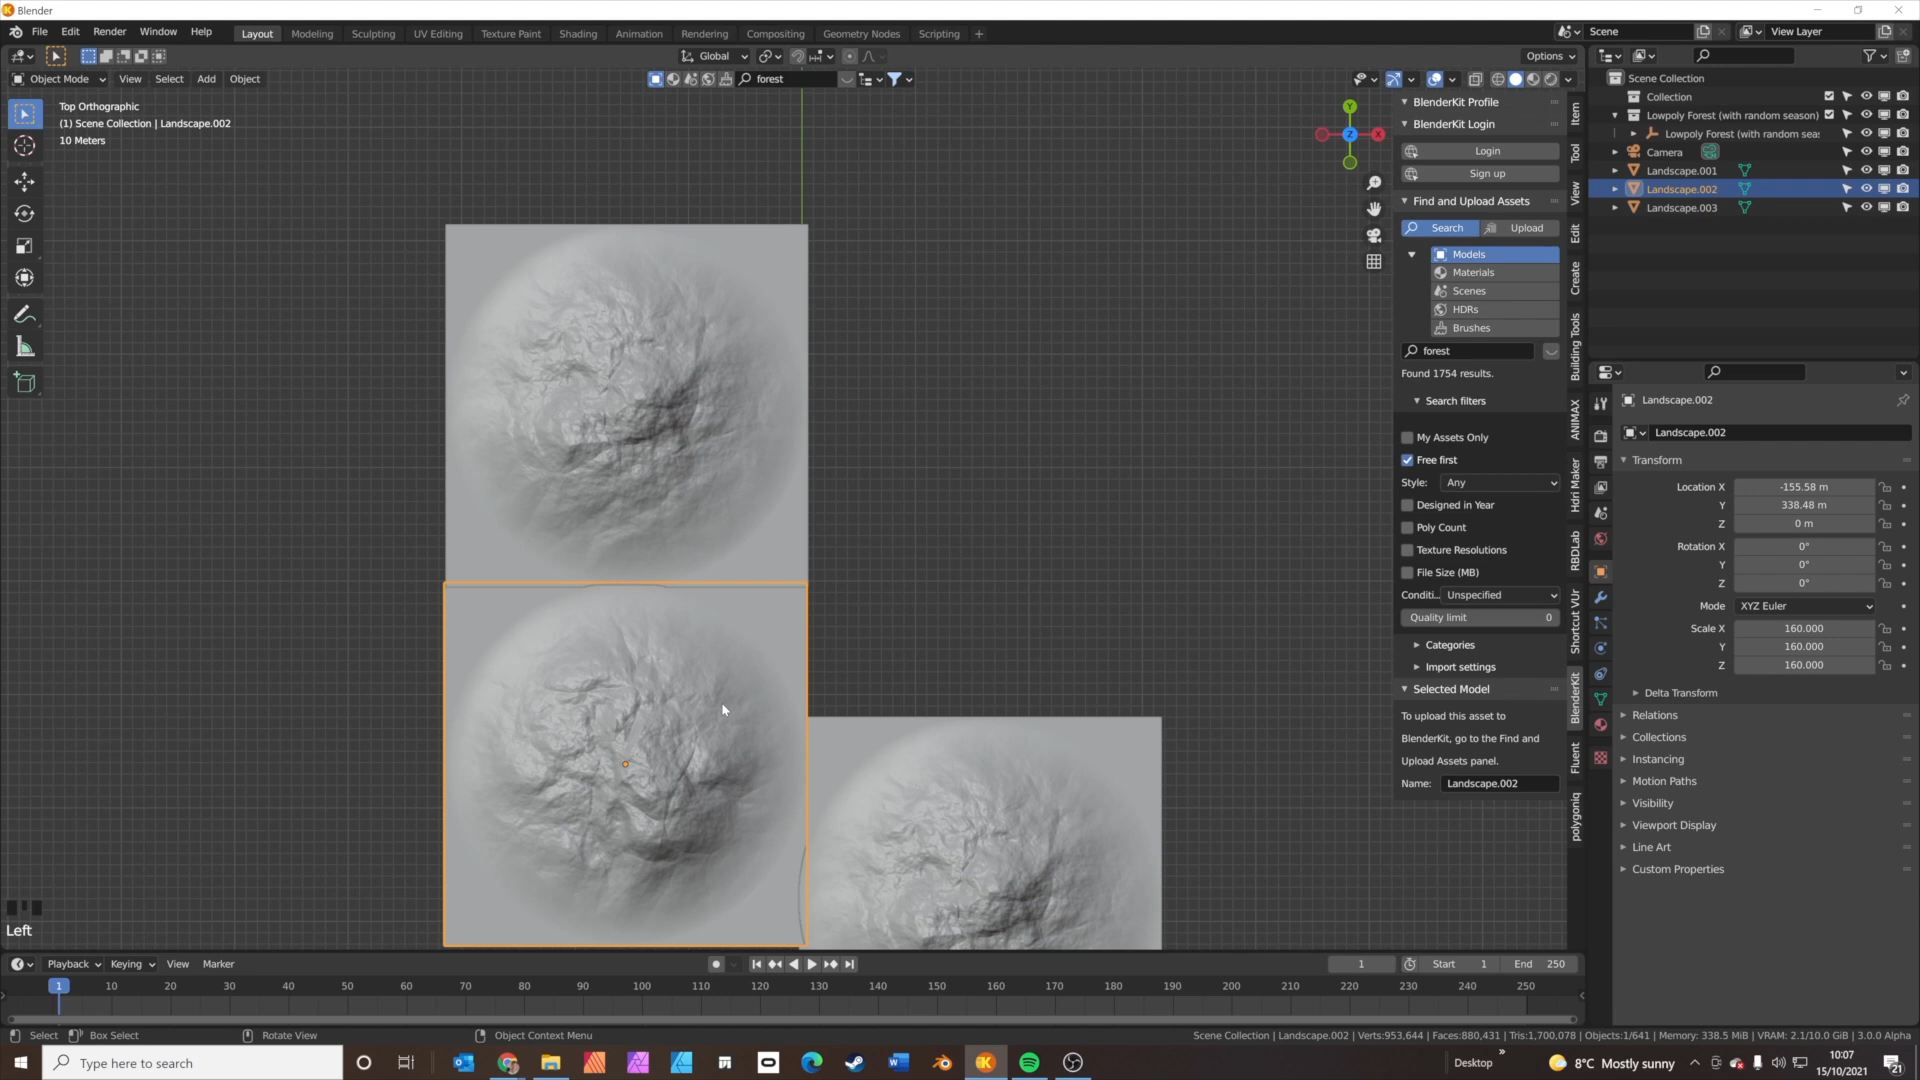 Blender
File Edit Render Window Help
Layout Modeling Sculpting UV Editing Texture Paint Shading Animation Rendering Compositing Geometry Nodes Scripting +
Scene
View Layer
Global
Options
Object Mode View Select Add Object
forest
Top Orthographic
(1) Scene Collection | Landscape.002
10 Meters
Y
X
Z
BlenderKit Profile
BlenderKit Login
Login
Sign up
Find and Upload Assets
Search Upload
Models
Materials
Scenes
HDRs
Brushes
forest
Found 1754 results.
Search filters
My Assets Only
Free first
Style: Any
Designed in Year
Poly Count
Texture Resolutions
File Size (MB)
Conditi... Unspecified
Quality limit 0
Categories
Import settings
Selected Model
To upload this asset to
BlenderKit, go to the Find and
Upload Assets panel.
Name: Landscape.002
Item
Tool
View
Edit
Create
Building Tools
ANIMAX
Hdri Maker
RBDLab
Shortcut VUr
BlenderKit
Fluent
polygoniq
Scene Collection
Collection
Lowpoly Forest (with random season)
Lowpoly Forest (with random seas
Camera
Landscape.001
Landscape.002
Landscape.003
Landscape.002
Landscape.002
Transform
Location X -155.58 m
Y 338.48 m
Z 0 m
Rotation X 0°
Y 0°
Z 0°
Mode XYZ Euler
Scale X 160.000
Y 160.000
Z 160.000
Delta Transform
Relations
Collections
Instancing
Motion Paths
Visibility
Viewport Display
Line Art
Custom Properties
Left
Playback Keying View Marker
1
Start 1
End 250
1 10 20 30 40 50 60 70 80 90 100 110 120 130 140 150 160 170 180 190 200 210 220 230 240 250
Select Box Select Rotate View Object Context Menu
Scene Collection | Landscape.002 | Verts:953,644 | Faces:880,431 | Tris:1,700,078 | Objects:1/641 | Memory: 338.5 MiB | VRAM: 2.1/10.0 GiB | 3.0.0 Alpha
Type here to search
Desktop
8°C Mostly sunny
10:07
15/10/2021
21